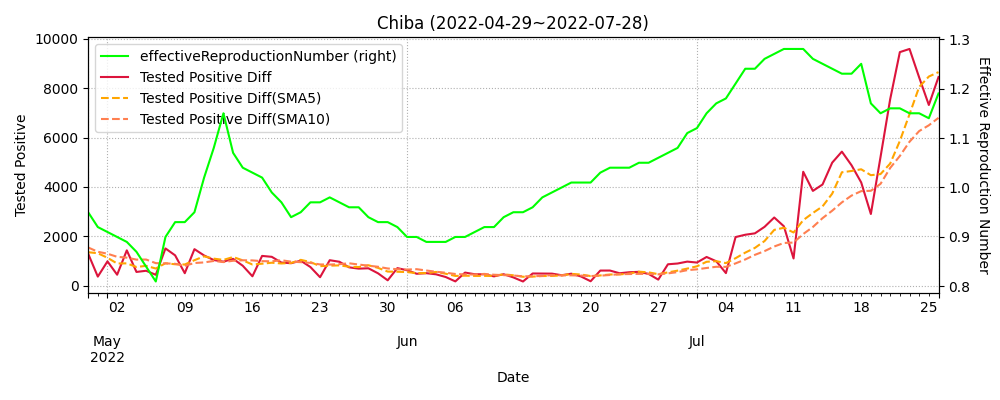 Chiba (2022-04-29~2022-07-28)
effectiveReproductionNumber (right)
Tested Positive Diff
Tested Positive Diff(SMA5)
Tested Positive Diff(SMA10)
Tested Positive
10000
8000
6000
4000
2000
0
1.3
1.2
1.1
1.0
0.9
0.8
Effective Reproduction Number
02 09 16 23 30 06 13 20 27 04 11 18 25
May Jun Jul
2022
Date